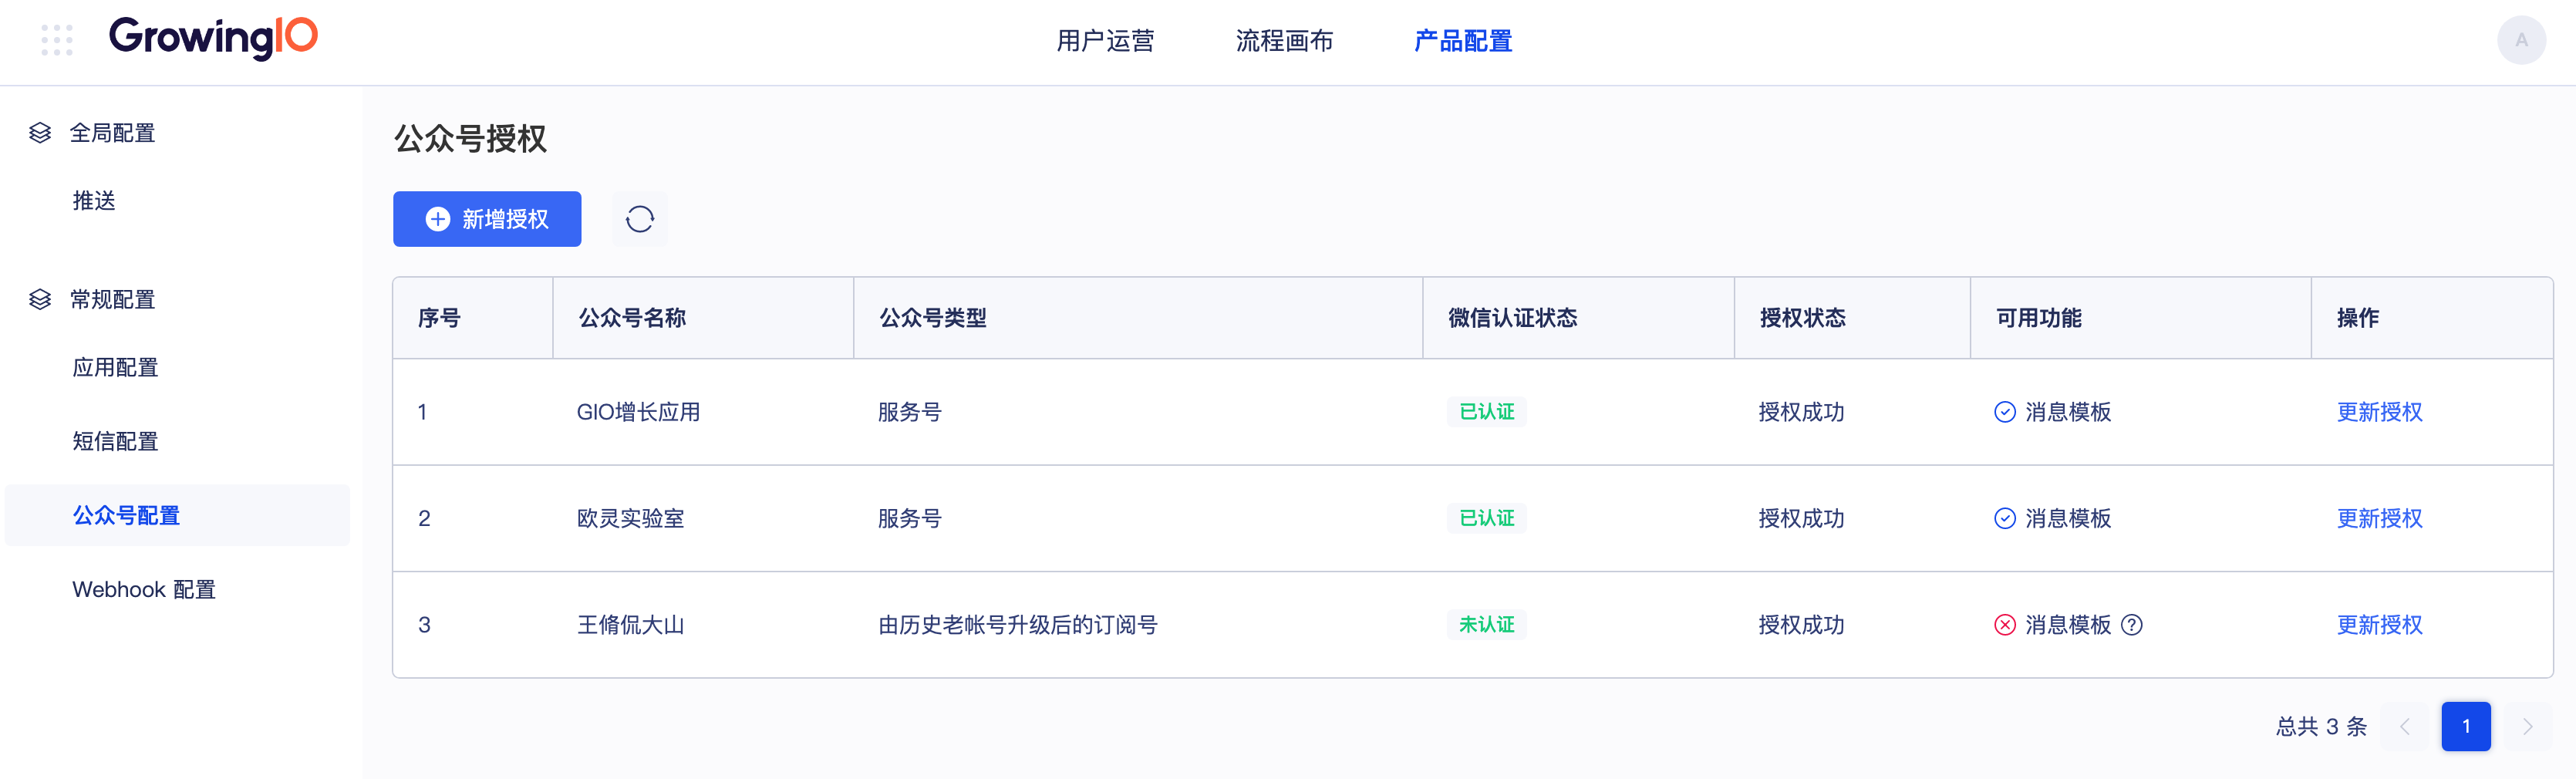 GrowingIO
用户运营 流程画布 产品配置
A
全局配置
推送
常规配置
应用配置
短信配置
公众号配置
Webhook 配置
公众号授权
新增授权
序号 公众号名称 公众号类型 微信认证状态 授权状态 可用功能 操作
1 GIO增长应用 服务号 已认证 授权成功 消息模板 更新授权
2 欧灵实验室 服务号 已认证 授权成功 消息模板 更新授权
3 王脩侃大山 由历史老帐号升级后的订阅号 未认证 授权成功 消息模板 更新授权
总共 3 条 1